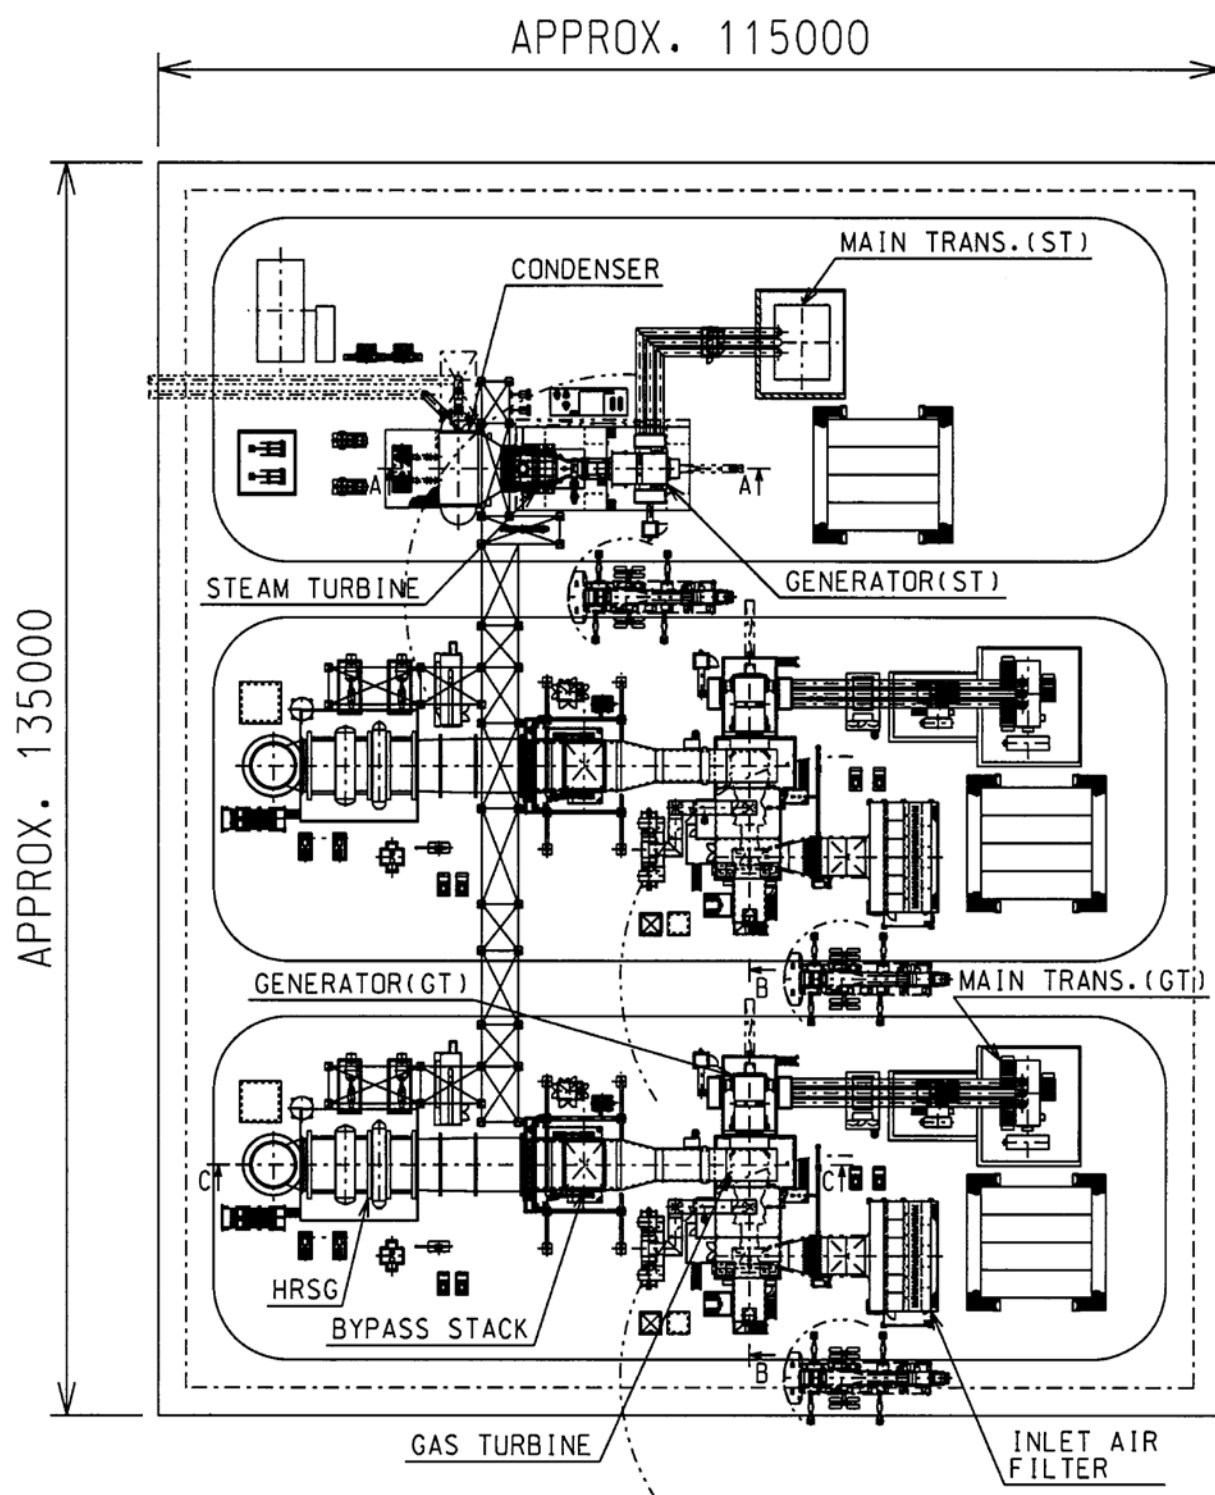 APPROX. 115000
MAIN TRANS.(ST)
CONDENSER
A
A
STEAM TURBINE
GENERATOR(ST)
APPROX. 135000
GENERATOR(GT)
B
MAIN TRANS.(GT)
C
C
HRSG
BYPASS STACK
B
GAS TURBINE
INLET AIR
FILTER